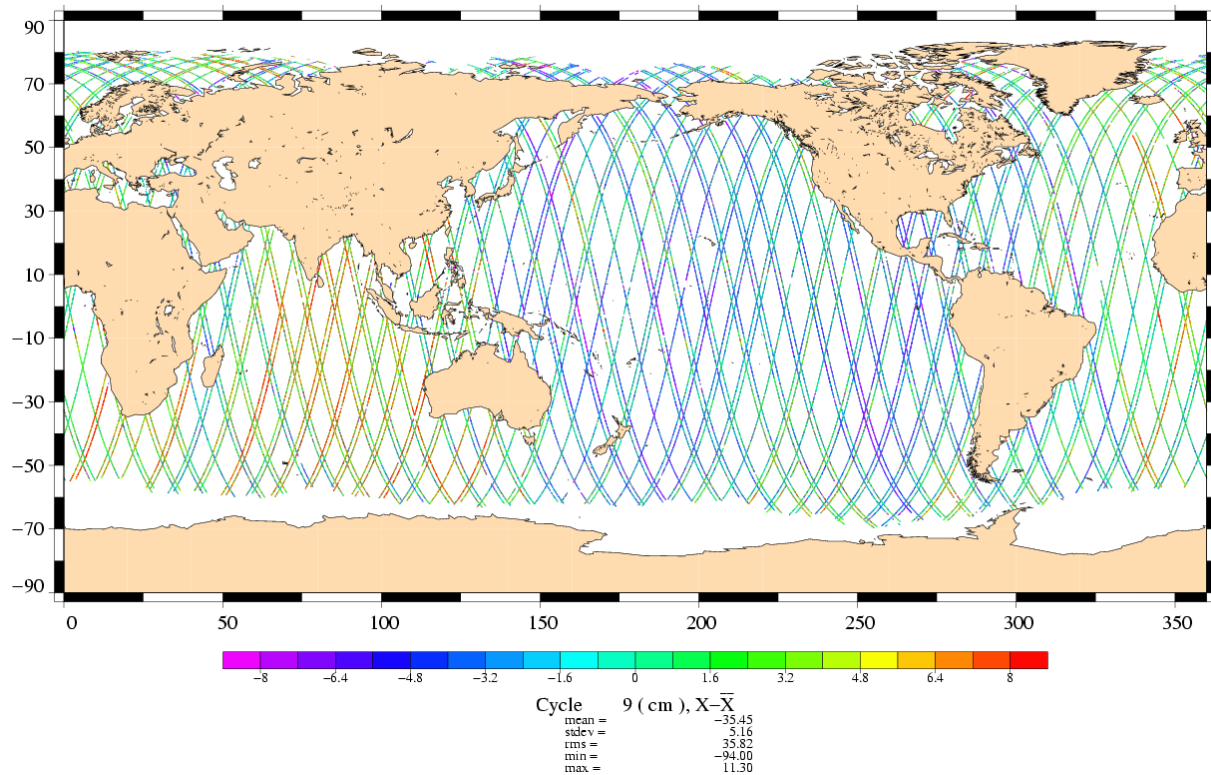 90
70
50
30
10
−10
−30
−50
−70
−90
0 50 100 150 200 250 300 350
−8 −6.4 −4.8 −3.2 −1.6 0 1.6 3.2 4.8 6.4 8
Cycle 9 ( cm ), X−X̅
mean = −35.45
stdev = 5.16
rms = 35.82
min = −94.00
max = 11.30